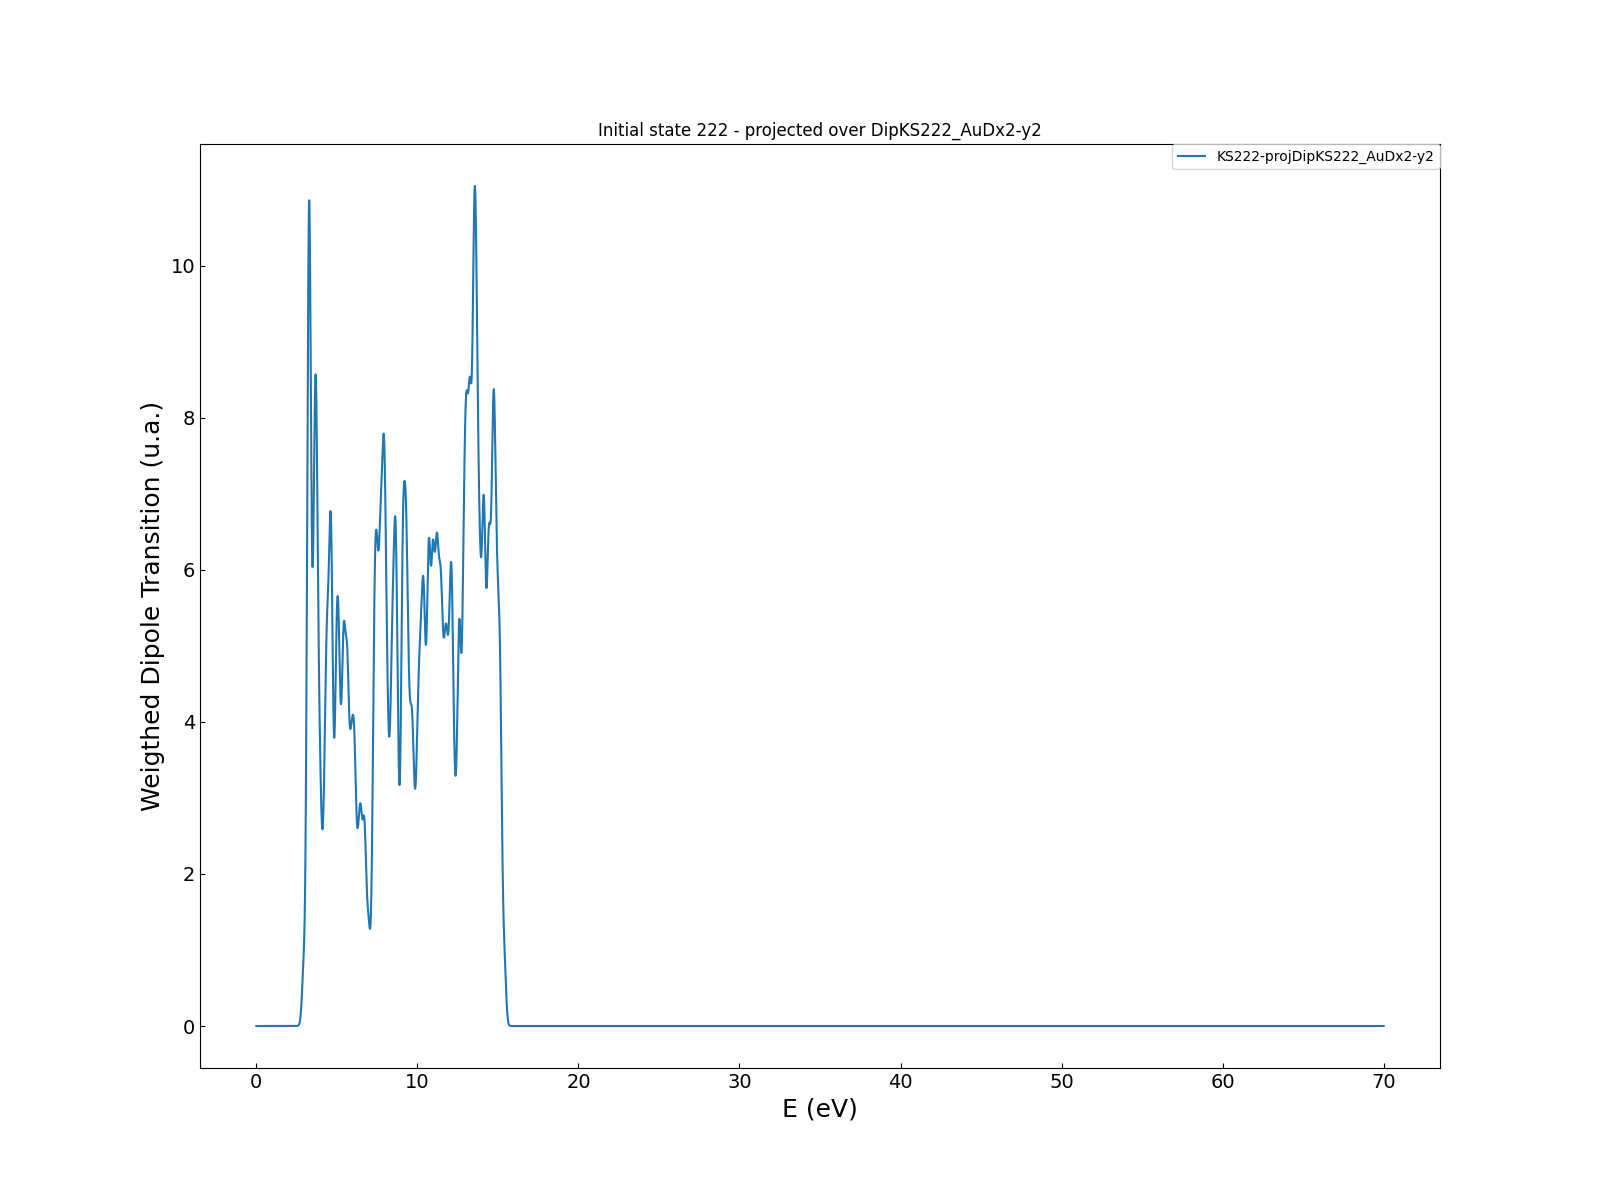 Initial state 222 - projected over DipKS222_AuDx2-y2
KS222-projDipKS222_AuDx2-y2
Weigthed Dipole Transition (u.a.)
10
8
6
4
2
0
0 10 20 30 40 50 60 70
E (eV)